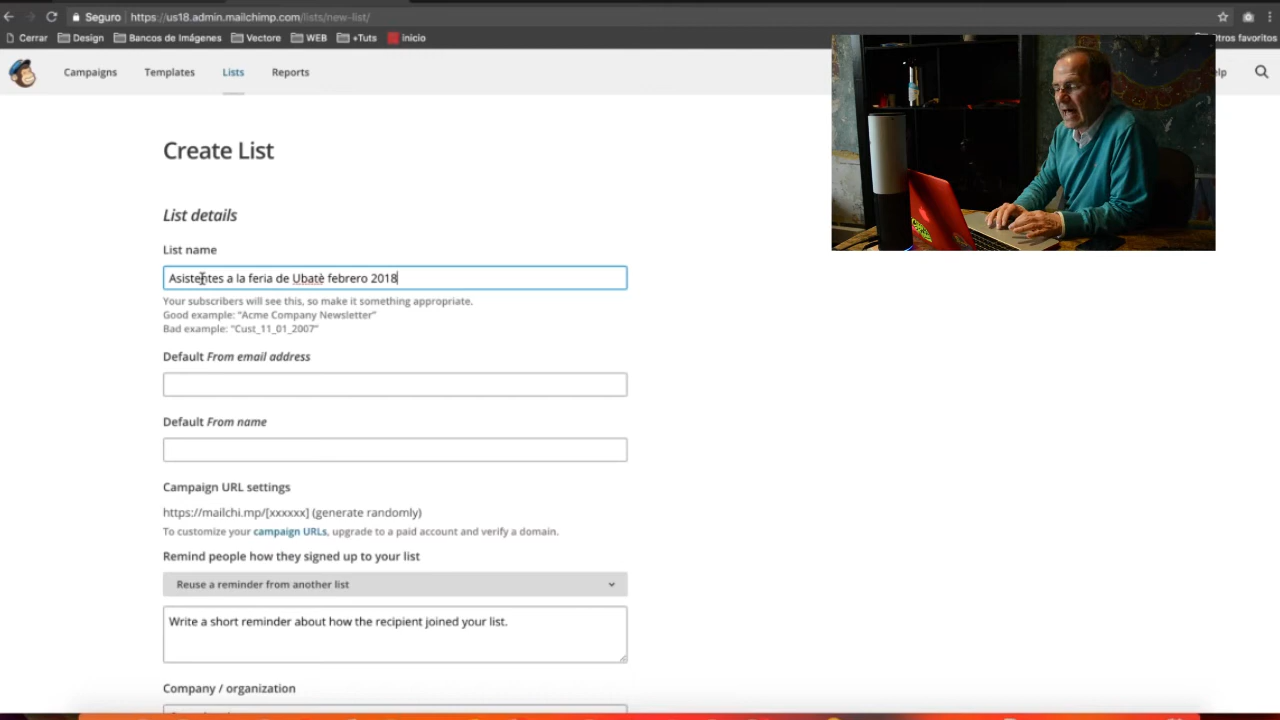 Seguro https://us18.admin.mailchimp.com/lists/new-list/
Cerrar Design Bancos de Imágenes Vectore WEB +Tuts Inicio Otros favoritos
Campaigns Templates Lists Reports
Create List
List details
List name
Asistentes a la feria de Ubatè febrero 2018
Your subscribers will see this, so make it something appropriate.
Good example: “Acme Company Newsletter”
Bad example: “Cust_11_01_2007”
Default From email address
Default From name
Campaign URL settings
https://mailchi.mp/[xxxxxx] (generate randomly)
To customize your campaign URLs, upgrade to a paid account and verify a domain.
Remind people how they signed up to your list
Reuse a reminder from another list
Write a short reminder about how the recipient joined your list.
Company / organization